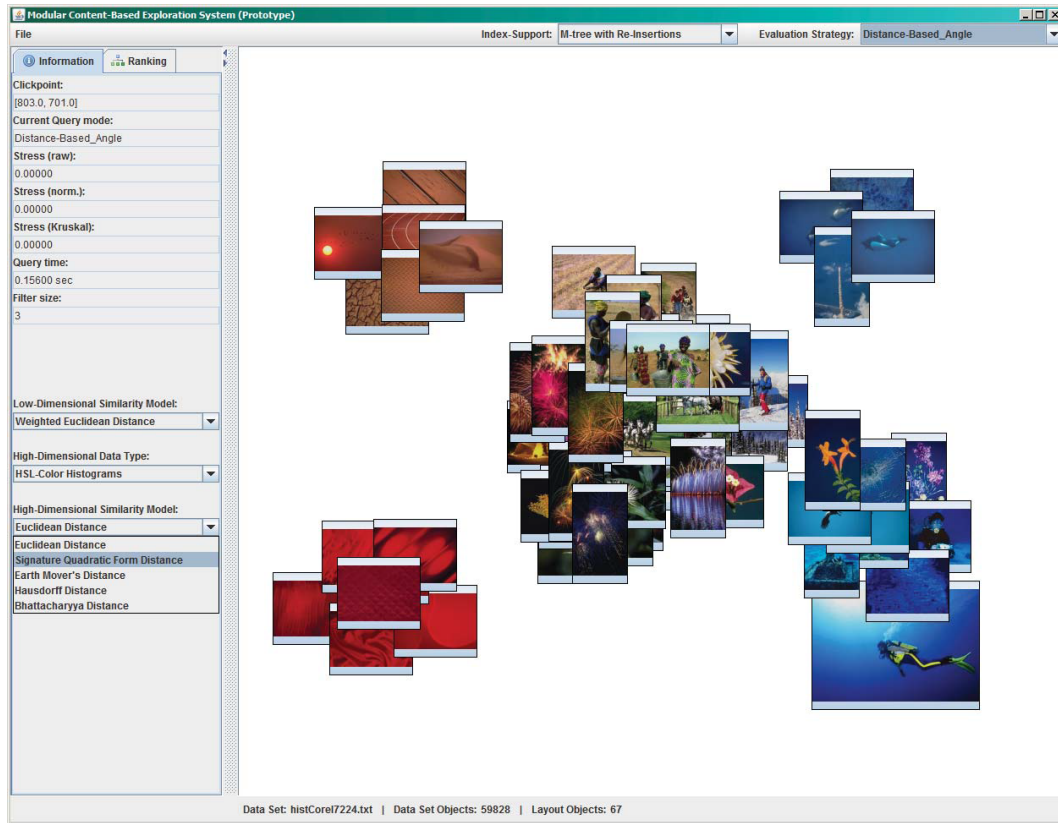 Modular Content-Based Exploration System (Prototype)
File
Index-Support: M-tree with Re-Insertions
Evaluation Strategy: Distance-Based_Angle
Information
Ranking
Clickpoint:
[803.0, 701.0]
Current Query mode:
Distance-Based_Angle
Stress (raw):
0.00000
Stress (norm.):
0.00000
Stress (Kruskal):
0.00000
Query time:
0.15600 sec
Filter size:
3
Low-Dimensional Similarity Model:
Weighted Euclidean Distance
High-Dimensional Data Type:
HSL-Color Histograms
High-Dimensional Similarity Model:
Euclidean Distance
Euclidean Distance
Signature Quadratic Form Distance
Earth Mover's Distance
Hausdorff Distance
Bhattacharyya Distance
Data Set: histCorel7224.txt | Data Set Objects: 59828 | Layout Objects: 67